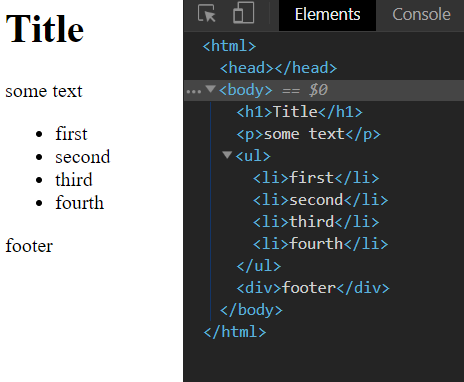 Title
some text
first
second
third
fourth
footer
Elements Console
<html>
<head></head>
… <body> == $0
<h1>Title</h1>
<p>some text</p>
<ul>
<li>first</li>
<li>second</li>
<li>third</li>
<li>fourth</li>
</ul>
<div>footer</div>
</body>
</html>